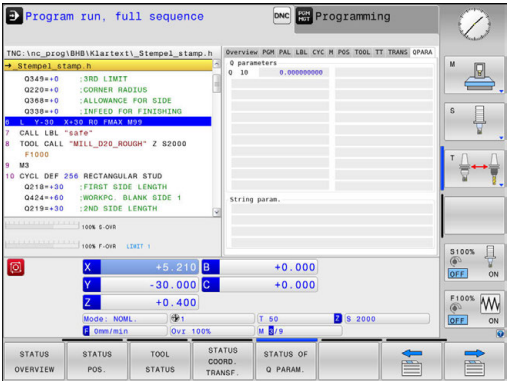 Program run, full sequence
DNC
PGM MGT
Programming
TNC:\nc_prog\BHB\Klartext\_Stempel_stamp.h
→_Stempel_stamp.h
Q349=+0 ;3RD LIMIT
Q220=+0 ;CORNER RADIUS
Q368=+0 ;ALLOWANCE FOR SIDE
Q338=+0 ;INFEED FOR FINISHING
6 L Y-30 X+30 R0 FMAX M99
7 CALL LBL "safe"
8 TOOL CALL "MILL_D20_ROUGH" Z S2000
F1000
9 M3
10 CYCL DEF 256 RECTANGULAR STUD
Q218=+30 ;FIRST SIDE LENGTH
Q424=+60 ;WORKPC. BLANK SIDE 1
Q219=+30 ;2ND SIDE LENGTH
100% S-OVR
100% F-OVR LIMIT 1
Overview PGM PAL LBL CYC M POS TOOL TT TRANS QPARA
Q parameters
Q 10 0.000000000
String param.
X +5.210 B +0.000
Y -30.000 C +0.000
Z +0.400
Mode: NOML. 1 T 50 Z S 2000
F 0mm/min Ovr 100% M 3/9
M
S
T
S100%
OFF ON
F100%
OFF ON
STATUS OVERVIEW
STATUS POS.
TOOL STATUS
STATUS COORD. TRANSF.
STATUS OF Q PARAM.